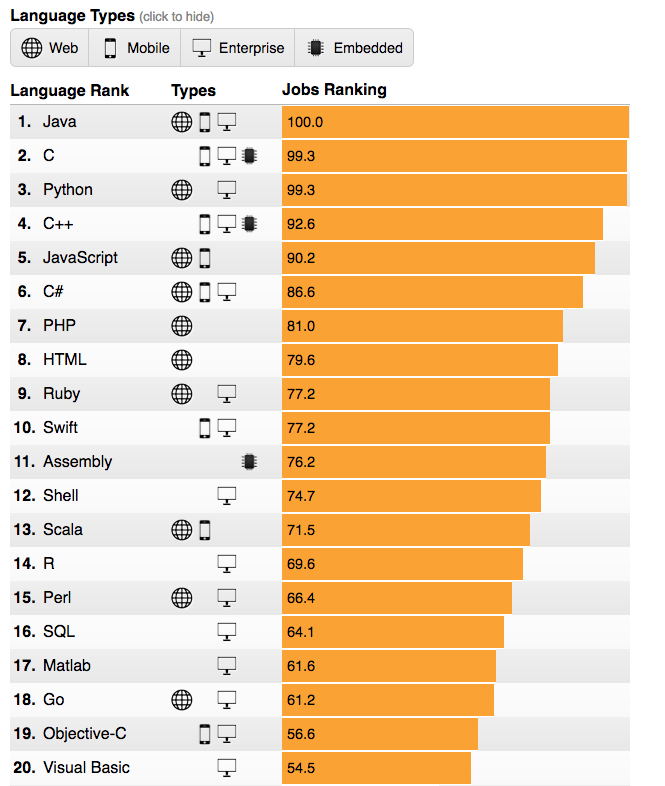 Language Types (click to hide)
Web Mobile Enterprise Embedded
Language Rank Types Jobs Ranking
1. Java 100.0
2. C 99.3
3. Python 99.3
4. C++ 92.6
5. JavaScript 90.2
6. C# 86.6
7. PHP 81.0
8. HTML 79.6
9. Ruby 77.2
10. Swift 77.2
11. Assembly 76.2
12. Shell 74.7
13. Scala 71.5
14. R 69.6
15. Perl 66.4
16. SQL 64.1
17. Matlab 61.6
18. Go 61.2
19. Objective-C 56.6
20. Visual Basic 54.5